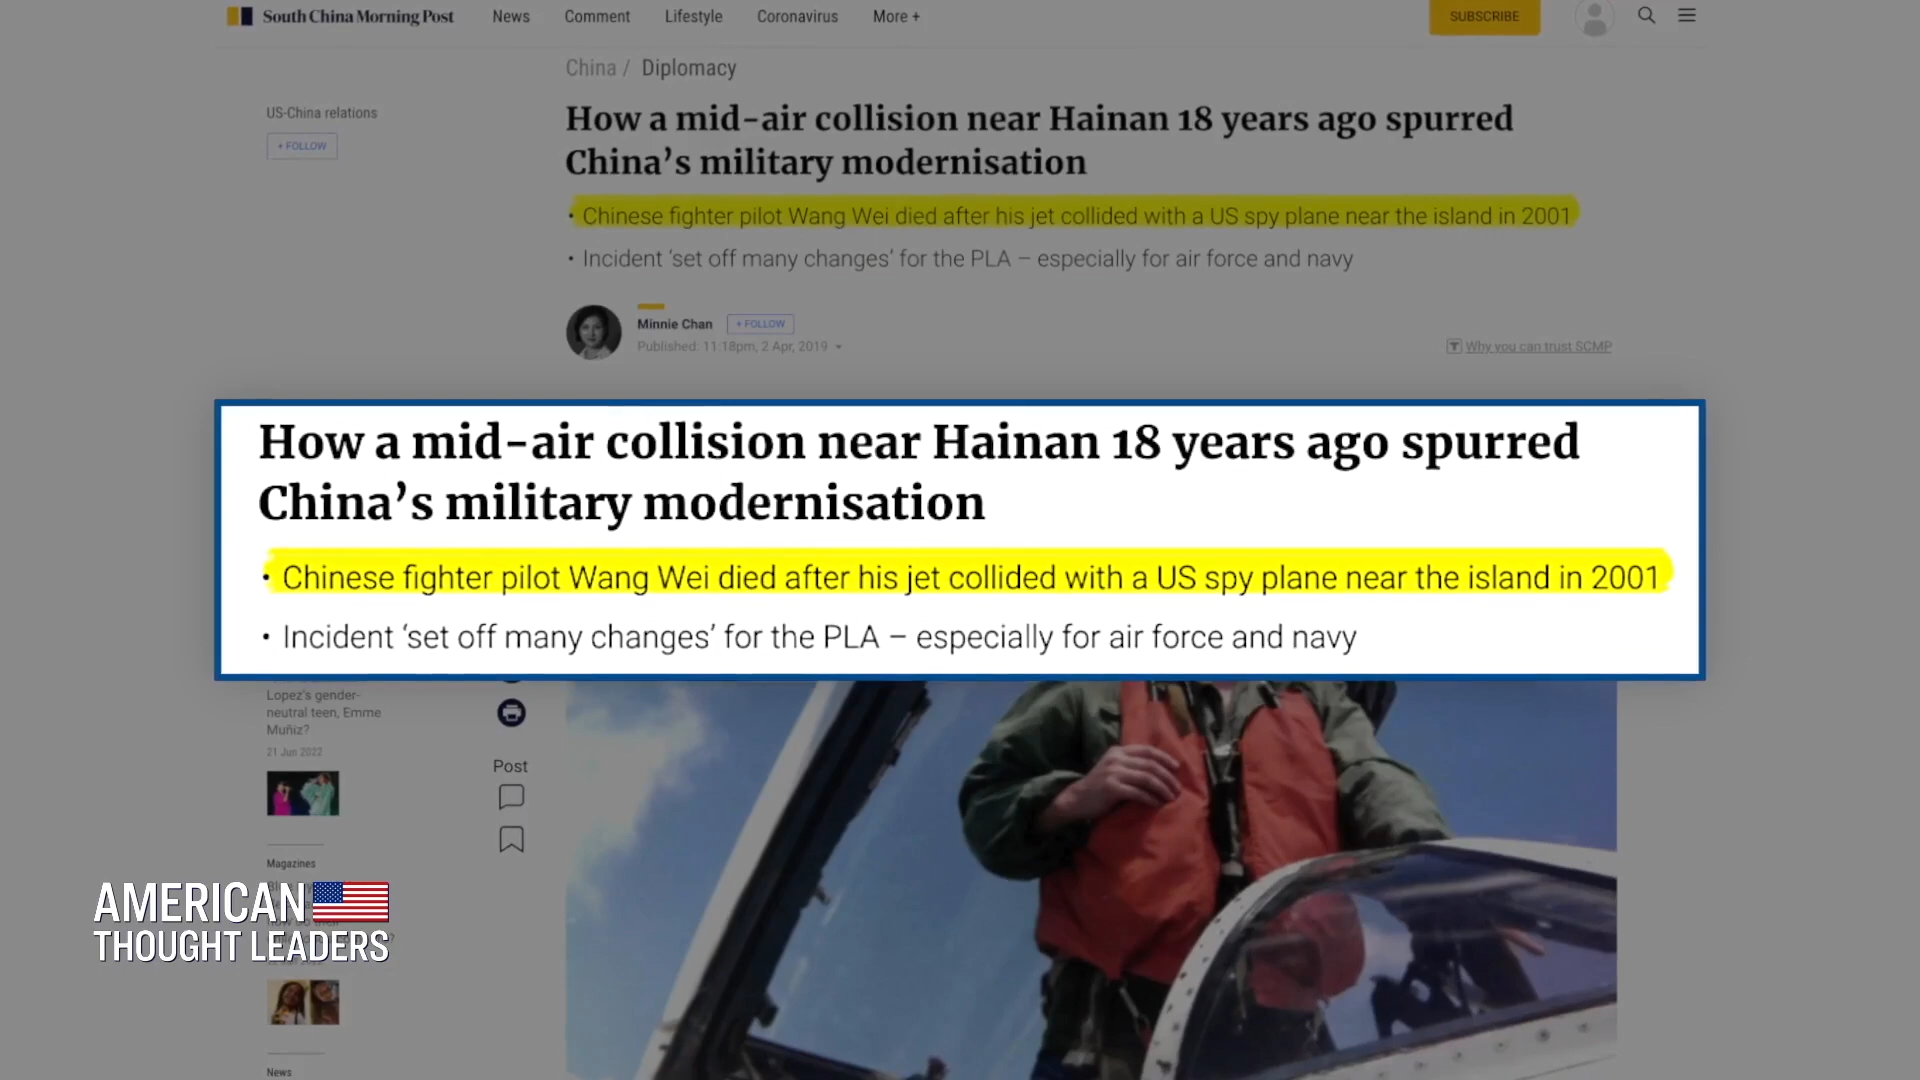 South China Morning Post
News
Comment
Lifestyle
Coronavirus
More +
SUBSCRIBE
China / Diplomacy
US-China relations
+ FOLLOW
How a mid-air collision near Hainan 18 years ago spurred
China's military modernisation
• Chinese fighter pilot Wang Wei died after his jet collided with a US spy plane near the island in 2001
• Incident ‘set off many changes’ for the PLA – especially for air force and navy
Minnie Chan
+ FOLLOW
Published: 11:18pm, 2 Apr, 2019
Why you can trust SCMP
How a mid-air collision near Hainan 18 years ago spurred
China’s military modernisation
• Chinese fighter pilot Wang Wei died after his jet collided with a US spy plane near the island in 2001
• Incident ‘set off many changes’ for the PLA – especially for air force and navy
Lopez's gender-
neutral teen, Emme
Muñiz?
21 Jun 2022
Post
Magazines
AMERICAN
THOUGHT LEADERS
News